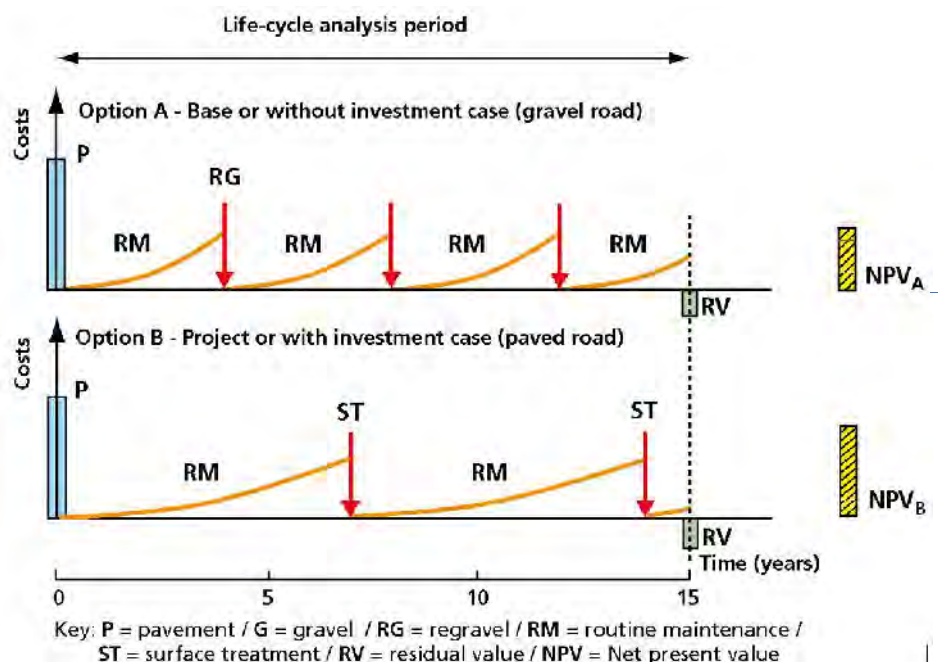 Life-cycle analysis period
Costs
Option A - Base or without investment case (gravel road)
P
RG
RM
RM
RM
RM
NPVA
RV
Costs
Option B - Project or with investment case (paved road)
P
ST
ST
RM
RM
NPVB
RV
Time (years)
0
5
10
15
Key: P = pavement / G = gravel / RG = regravel / RM = routine maintenance /
ST = surface treatment / RV = residual value / NPV = Net present value